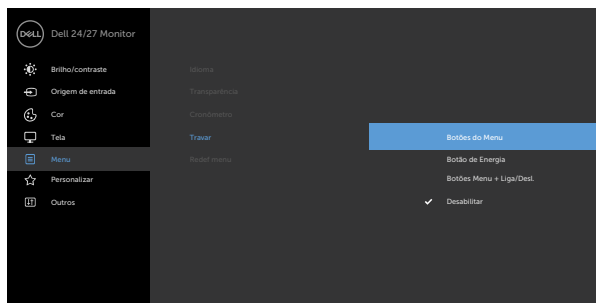 DELL Dell 24/27 Monitor
Brilho/contraste Idioma
Origem de entrada Transparência
Cor Cronômetro
Tela Travar Botões do Menu
Menu Redef menu Botão de Energia
Personalizar Botões Menu + Liga/Desl.
Outros Desabilitar